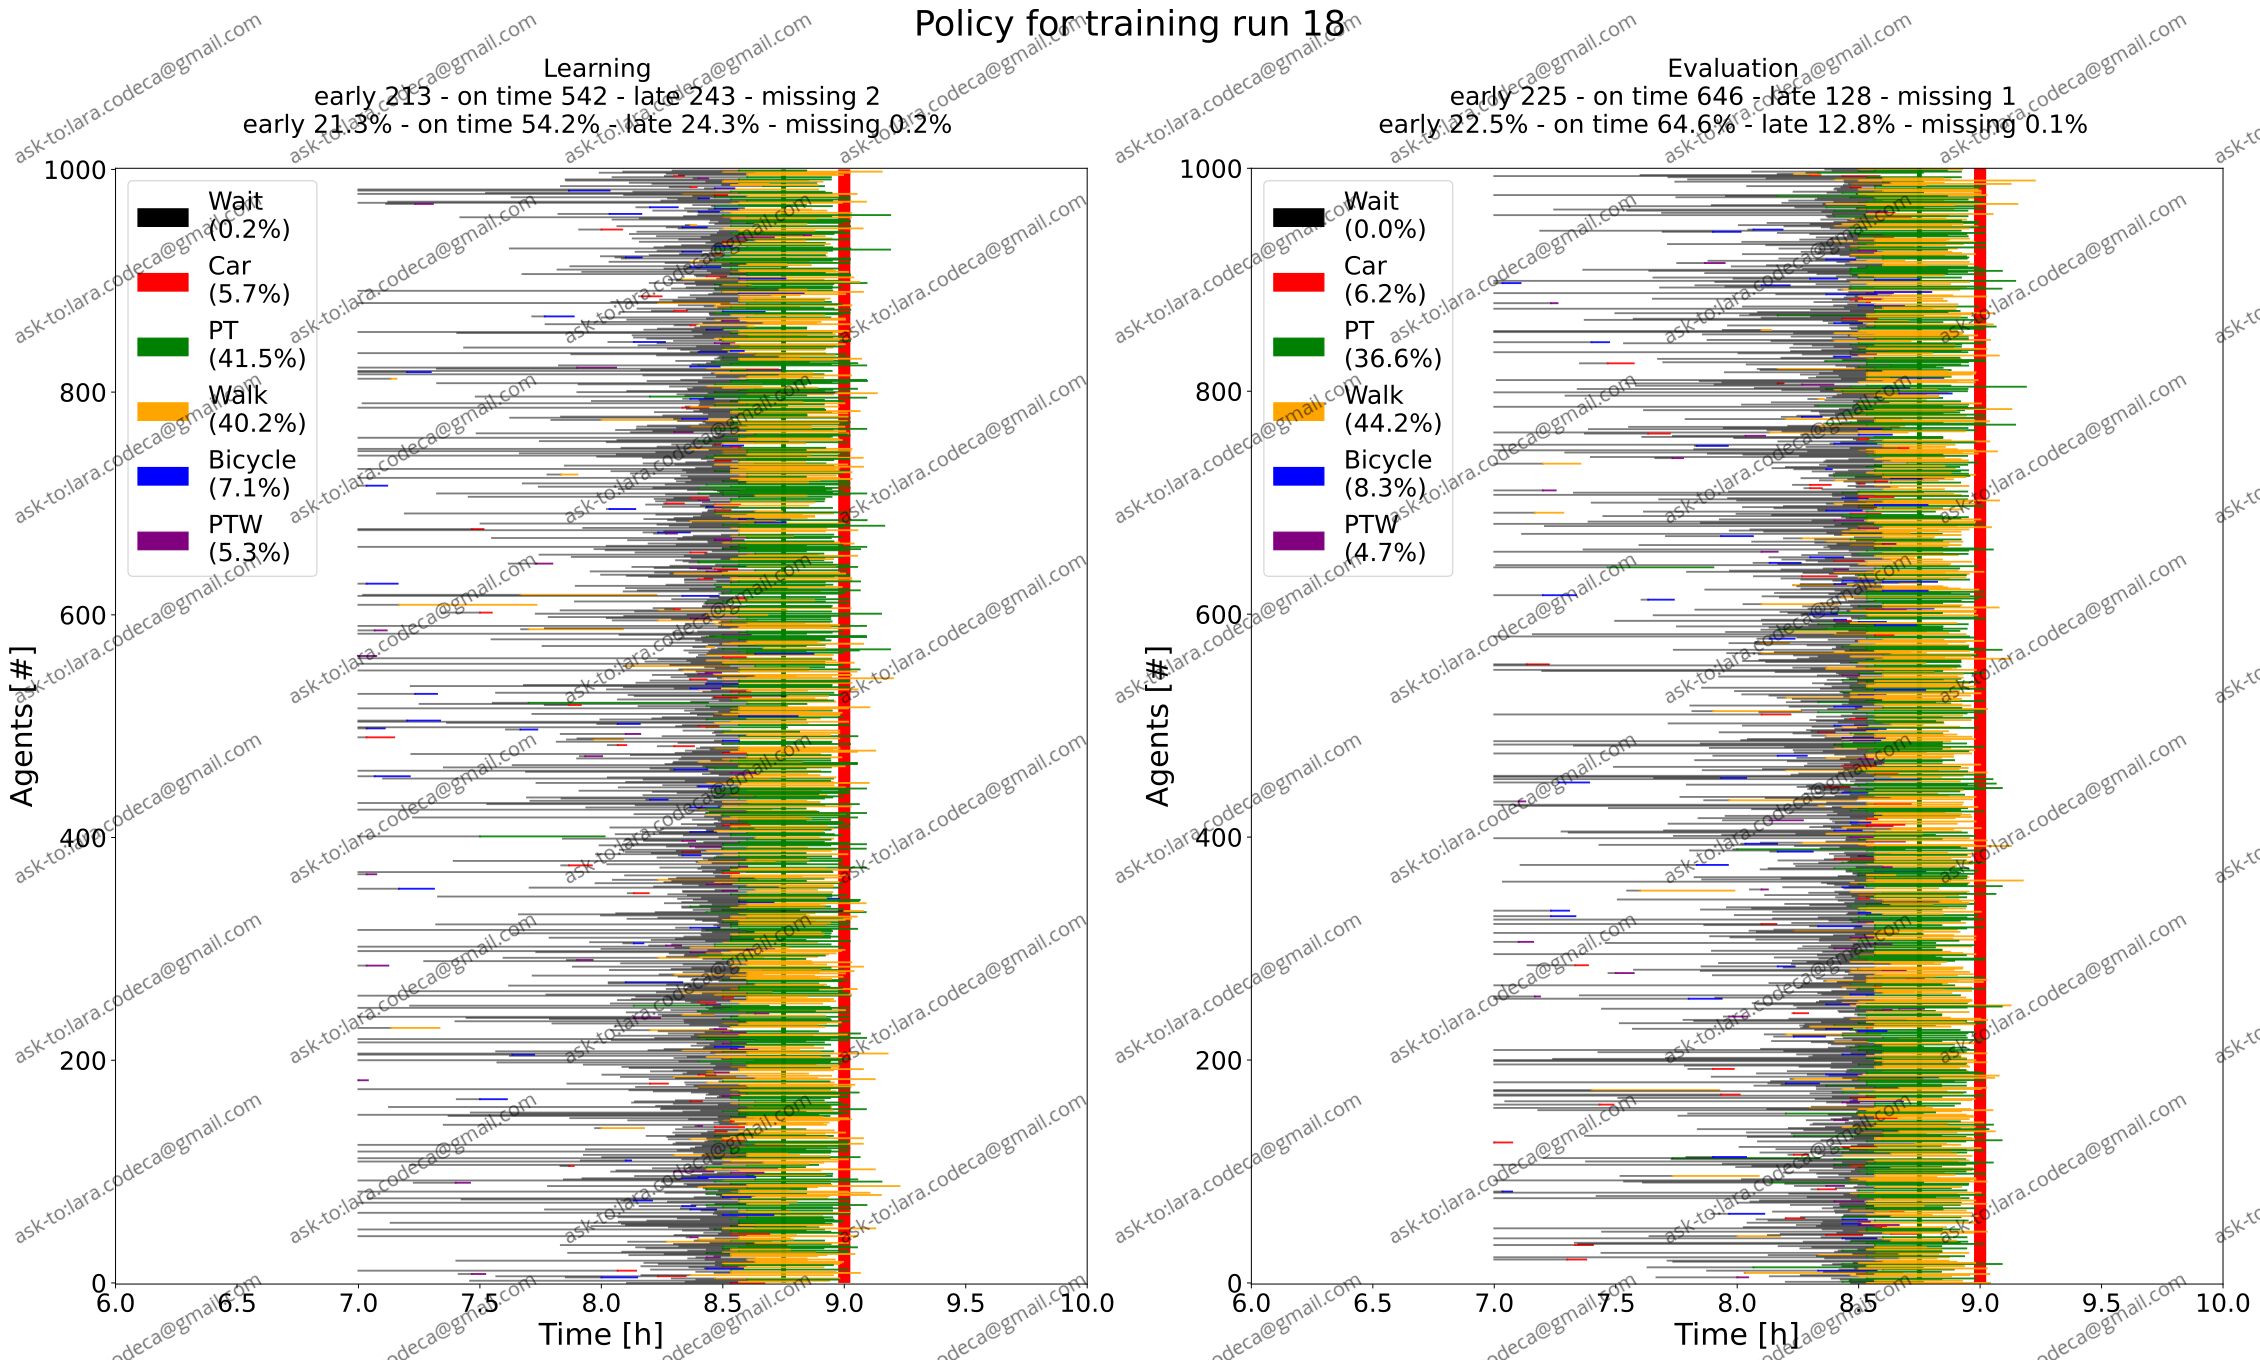 Policy for training run 18
Learning
early 213 - on time 542 - late 243 - missing 2
early 21.3% - on time 54.2% - late 24.3% - missing 0.2%
1000
800
600
400
200
0
Agents [#]
Wait
(0.2%)
Car
(5.7%)
PT
(41.5%)
Walk
(40.2%)
Bicycle
(7.1%)
PTW
(5.3%)
6.0 6.5 7.0 7.5 8.0 8.5 9.0 9.5 10.0
Time [h]
Evaluation
early 225 - on time 646 - late 128 - missing 1
early 22.5% - on time 64.6% - late 12.8% - missing 0.1%
1000
800
600
400
200
0
Agents [#]
Wait
(0.0%)
Car
(6.2%)
PT
(36.6%)
Walk
(44.2%)
Bicycle
(8.3%)
PTW
(4.7%)
6.0 6.5 7.0 7.5 8.0 8.5 9.0 9.5 10.0
Time [h]
ask-to:lara.codeca@gmail.com